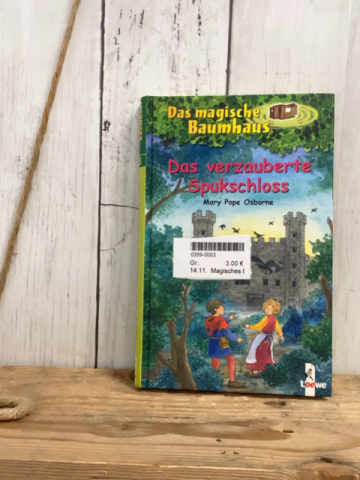 Das magische
Baumhaus
Das verzauberte
Spukschloss
Mary Pope Osborne
0359-0003
Gr.: 3.00 €
14.11. Magisches I
Loewe